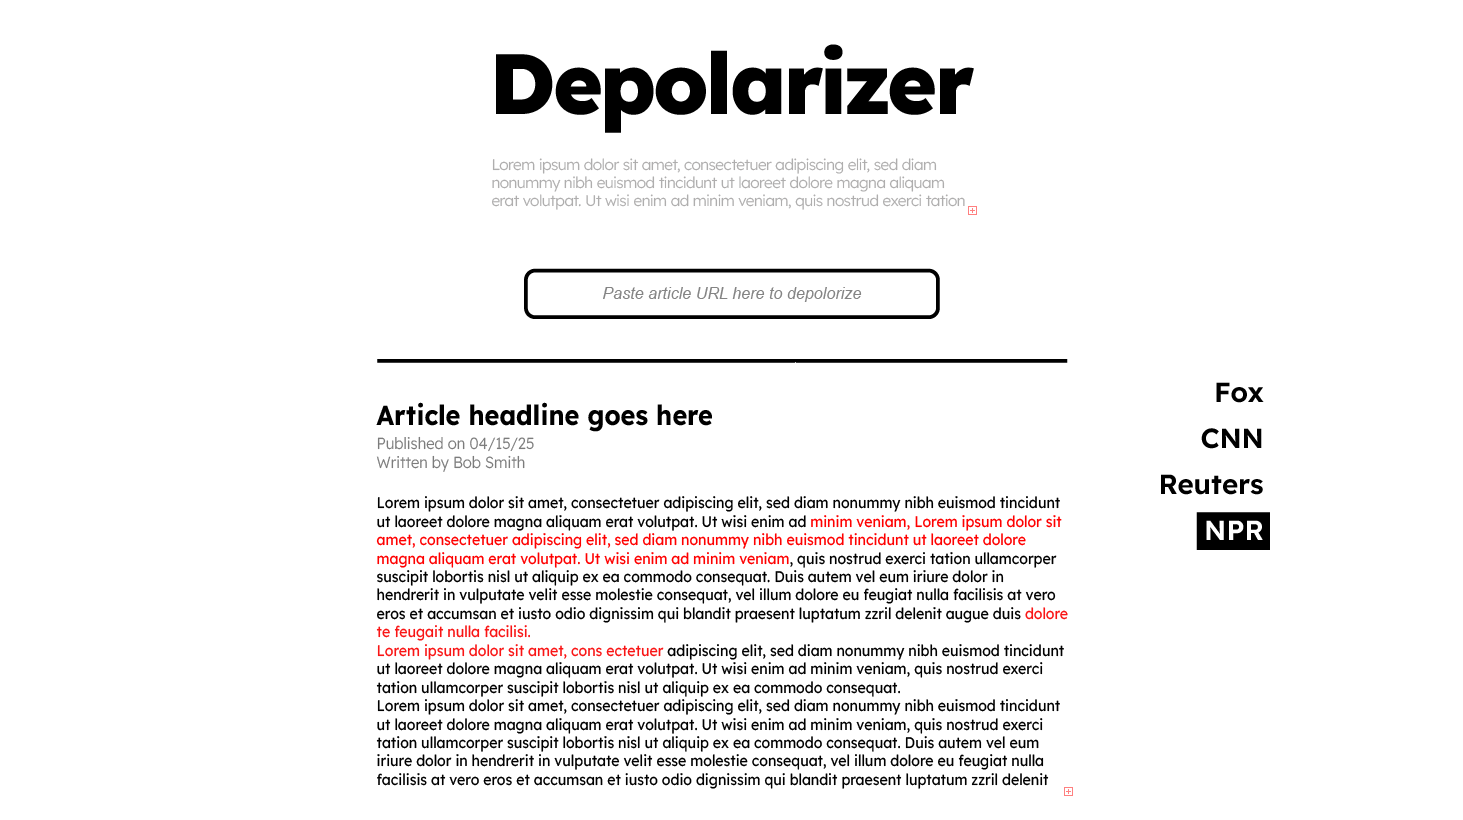 Depolarizer
Lorem ipsum dolor sit amet, consectetuer adipiscing elit, sed diam
nonummy nibh euismod tincidunt ut laoreet dolore magna aliquam
erat volutpat. Ut wisi enim ad minim veniam, quis nostrud exerci tation
Paste article URL here to depolorize
Article headline goes here
Published on 04/15/25
Written by Bob Smith
Lorem ipsum dolor sit amet, consectetuer adipiscing elit, sed diam nonummy nibh euismod tincidunt
ut laoreet dolore magna aliquam erat volutpat. Ut wisi enim ad minim veniam, Lorem ipsum dolor sit
amet, consectetuer adipiscing elit, sed diam nonummy nibh euismod tincidunt ut laoreet dolore
magna aliquam erat volutpat. Ut wisi enim ad minim veniam, quis nostrud exerci tation ullamcorper
suscipit lobortis nisl ut aliquip ex ea commodo consequat. Duis autem vel eum iriure dolor in
hendrerit in vulputate velit esse molestie consequat, vel illum dolore eu feugiat nulla facilisis at vero
eros et accumsan et iusto odio dignissim qui blandit praesent luptatum zzril delenit augue duis dolore
te feugait nulla facilisi.
Lorem ipsum dolor sit amet, cons ectetuer adipiscing elit, sed diam nonummy nibh euismod tincidunt
ut laoreet dolore magna aliquam erat volutpat. Ut wisi enim ad minim veniam, quis nostrud exerci
tation ullamcorper suscipit lobortis nisl ut aliquip ex ea commodo consequat.
Lorem ipsum dolor sit amet, consectetuer adipiscing elit, sed diam nonummy nibh euismod tincidunt
ut laoreet dolore magna aliquam erat volutpat. Ut wisi enim ad minim veniam, quis nostrud exerci
tation ullamcorper suscipit lobortis nisl ut aliquip ex ea commodo consequat. Duis autem vel eum
iriure dolor in hendrerit in vulputate velit esse molestie consequat, vel illum dolore eu feugiat nulla
facilisis at vero eros et accumsan et iusto odio dignissim qui blandit praesent luptatum zzril delenit
Fox
CNN
Reuters
NPR